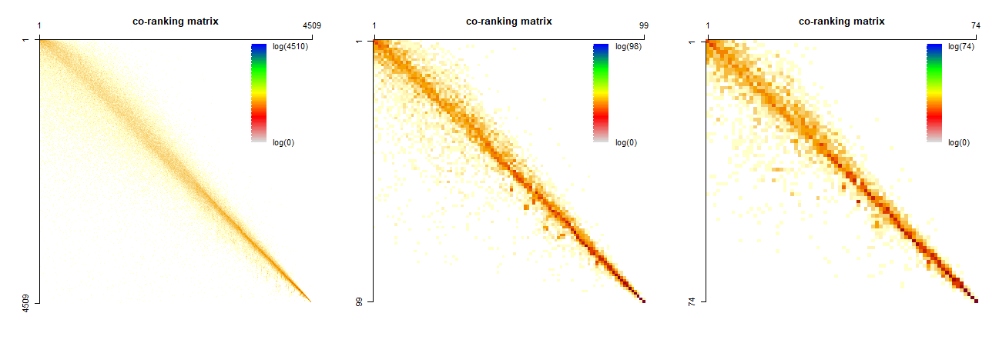 co-ranking matrix
1
4509
1
4509
log(4510)
log(0)
co-ranking matrix
1
99
1
99
log(98)
log(0)
co-ranking matrix
1
74
1
74
log(74)
log(0)